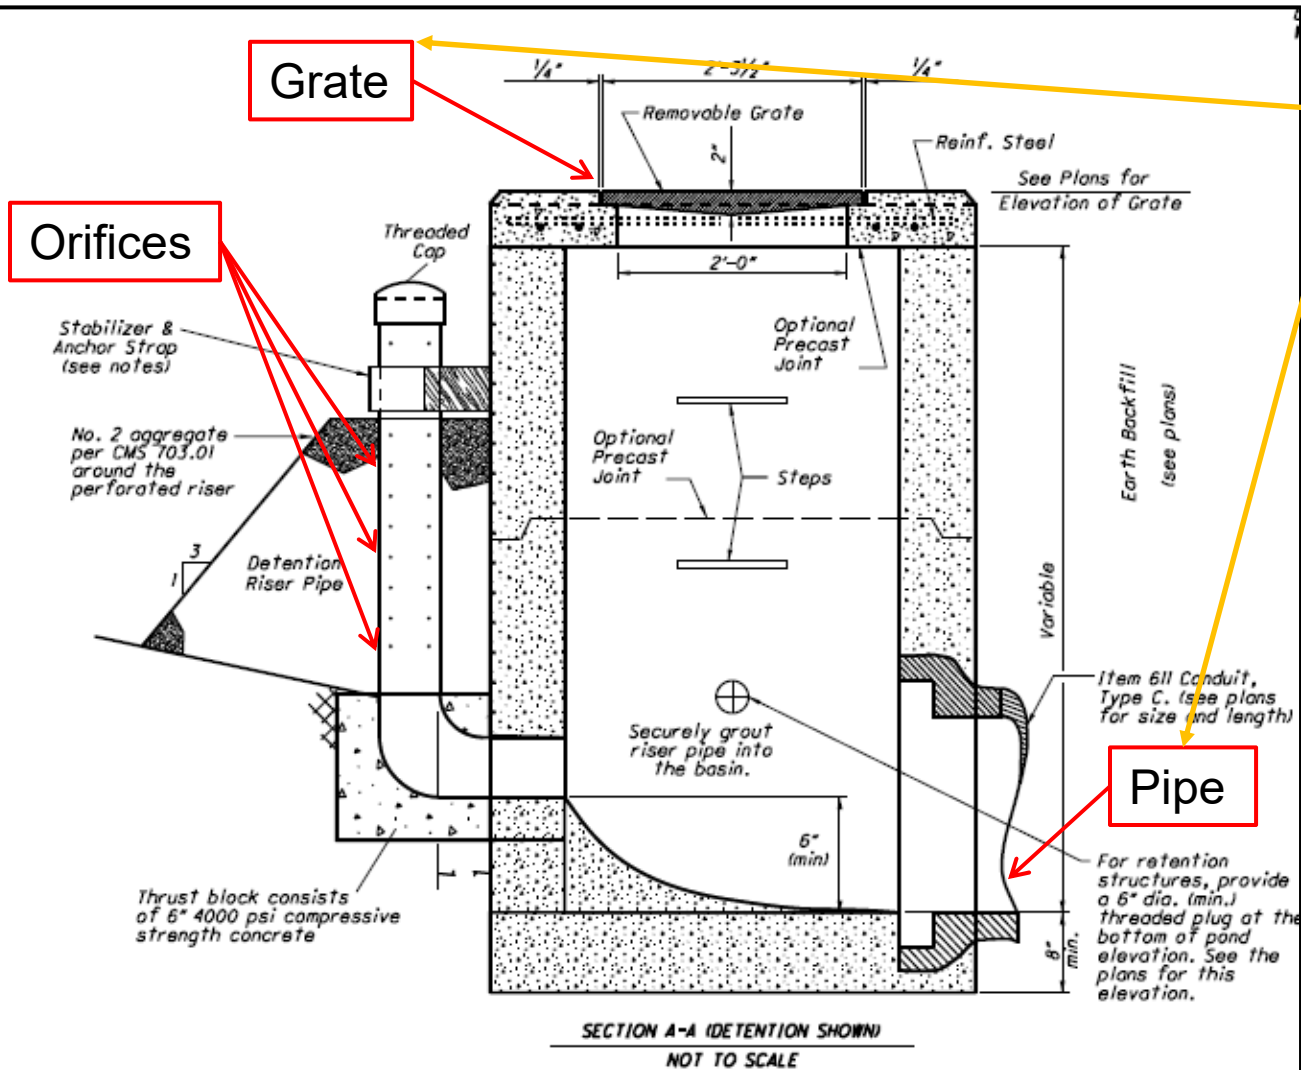 Grate
1/4"
2'-3 1/2"
1/4"
Removable Grate
2"
Reinf. Steel
See Plans for
Elevation of Grate
Orifices
Threaded
Cap
2'-0"
Stabilizer &
Anchor Strap
(see notes)
Optional
Precast
Joint
No. 2 aggregate
per CMS 703.01
around the
perforated riser
Optional
Precast
Joint
Steps
Earth Backfill
(see plans)
3
1
Detention
Riser Pipe
Variable
Item 611 Conduit,
Type C. (see plans
for size and length)
Securely grout
riser pipe into
the basin.
Pipe
6"
(min)
For retention
structures, provide
a 6" dia. (min.)
threaded plug at the
bottom of pond
elevation. See the
plans for this
elevation.
Thrust block consists
of 6" 4000 psi compressive
strength concrete
8"
min.
SECTION A-A (DETENTION SHOWN)
NOT TO SCALE